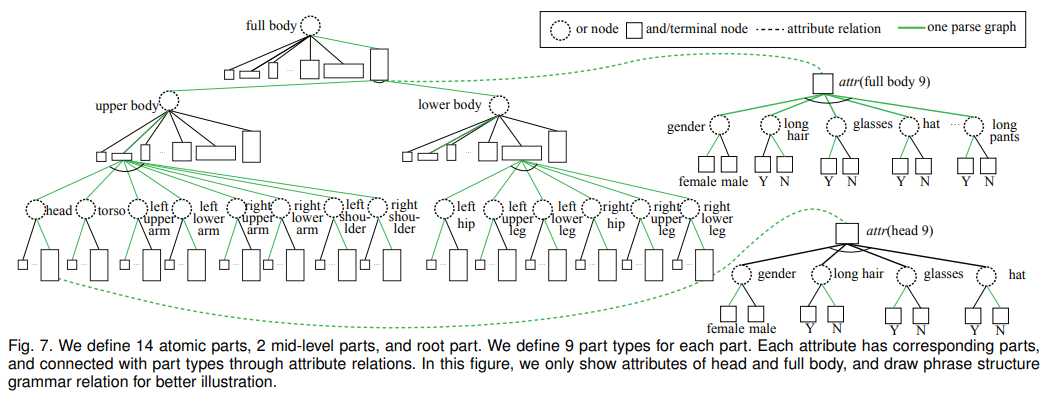 full body
or node and/terminal node attribute relation one parse graph
upper body
lower body
attr(full body 9)
gender
long
hair
glasses
hat
...
long
pants
female male Y N Y N Y N Y N
head
torso
left
upper
arm
left
lower
arm
right
upper
arm
right
lower
arm
left
shou-
lder
right
shou-
lder
left
hip
left
upper
leg
left
lower
leg
right
hip
right
upper
leg
right
lower
leg
attr(head 9)
gender
long hair
glasses
hat
female male Y N Y N Y N
Fig. 7. We define 14 atomic parts, 2 mid-level parts, and root part. We define 9 part types for each part. Each attribute has corresponding parts,
and connected with part types through attribute relations. In this figure, we only show attributes of head and full body, and draw phrase structure
grammar relation for better illustration.